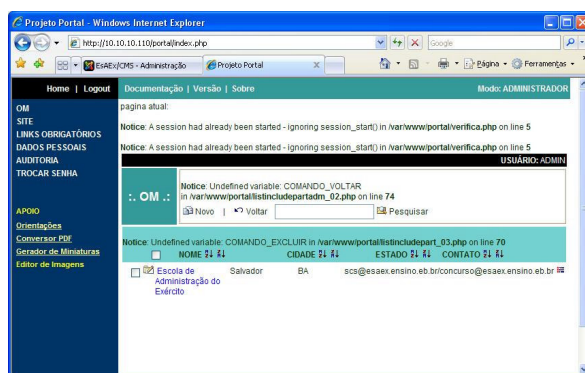 Projeto Portal - Windows Internet Explorer
http://10.10.10.110/portal/index.php
Google
EsAEx/CMS - Administração
Projeto Portal
Página
Ferramentas
Home | Logout
Documentação | Versão | Sobre
Modo: ADMINISTRADOR
OM
SITE
LINKS OBRIGATÓRIOS
DADOS PESSOAIS
AUDITORIA
TROCAR SENHA
APOIO
Orientações
Conversor PDF
Gerador de Miniaturas
Editor de Imagens
pagina atual:
Notice: A session had already been started - ignoring session_start() in /var/www/portal/verifica.php on line 5
Notice: A session had already been started - ignoring session_start() in /var/www/portal/verifica.php on line 5
USUÁRIO: ADMIN
:. OM .:
Notice: Undefined variable: COMANDO_VOLTAR
in /var/www/portal/listincludepartadm_02.php on line 74
Novo | Voltar
Pesquisar
Notice: Undefined variable: COMANDO_EXCLUIR in /var/www/portal/listincludepart_03.php on line 70
NOME CIDADE ESTADO CONTATO
Escola de Salvador BA scs@esaex.ensino.eb.br/concurso@esaex.ensino.eb.br
Administração do
Exército